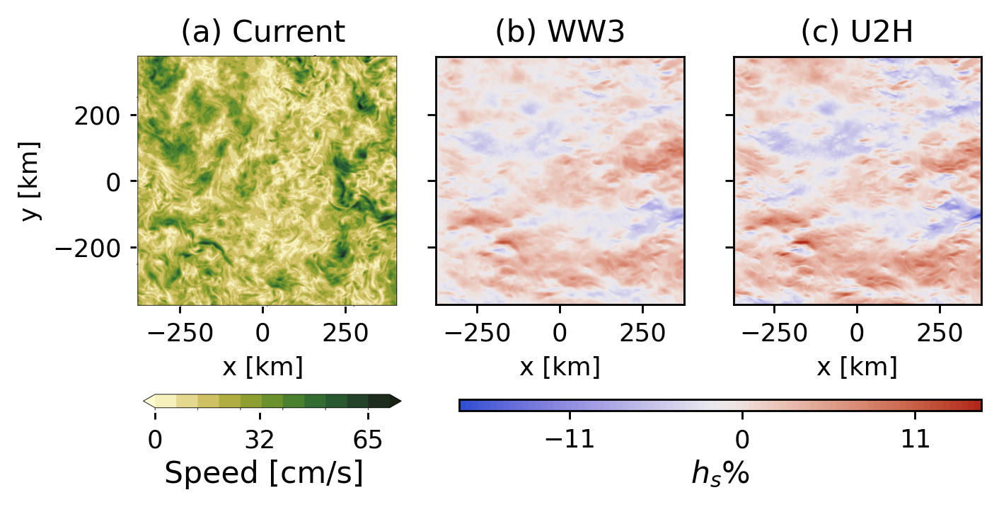 (a) Current (b) WW3 (c) U2H
y [km]
200
0
−200
−250 0 250 −250 0 250 −250 0 250
x [km] x [km] x [km]
0 32 65 −11 0 11
Speed [cm/s] hₛ%